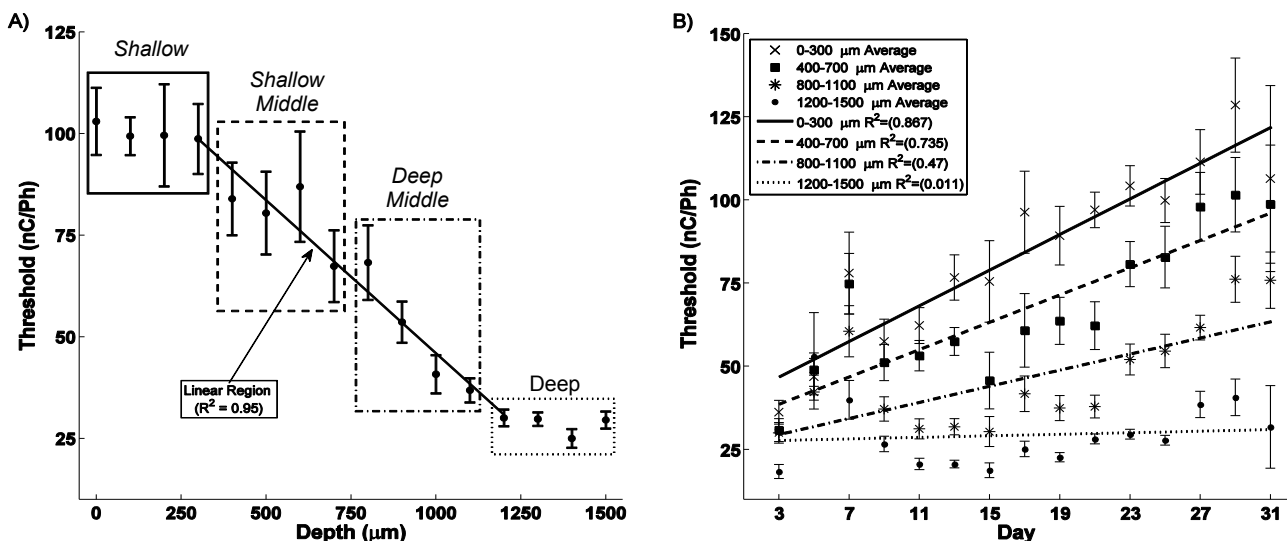 A)
Shallow
Shallow
Middle
Deep
Middle
Deep
Linear Region
(R² = 0.95)
125
100
75
50
25
Threshold (nC/Ph)
0 250 500 750 1000 1250 1500
Depth (μm)
B)
0-300 μm Average
400-700 μm Average
800-1100 μm Average
1200-1500 μm Average
0-300 μm R²=(0.867)
400-700 μm R²=(0.735)
800-1100 μm R²=(0.47)
1200-1500 μm R²=(0.011)
150
125
100
75
50
25
Threshold (nC/Ph)
3 7 11 15 19 23 27 31
Day